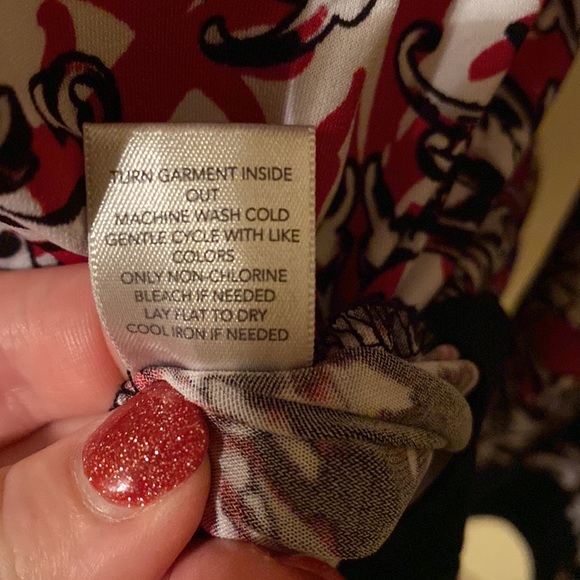 TURN GARMENT INSIDE
OUT
MACHINE WASH COLD
GENTLE CYCLE WITH LIKE
COLORS
ONLY NON-CHLORINE
BLEACH IF NEEDED
LAY FLAT TO DRY
COOL IRON IF NEEDED